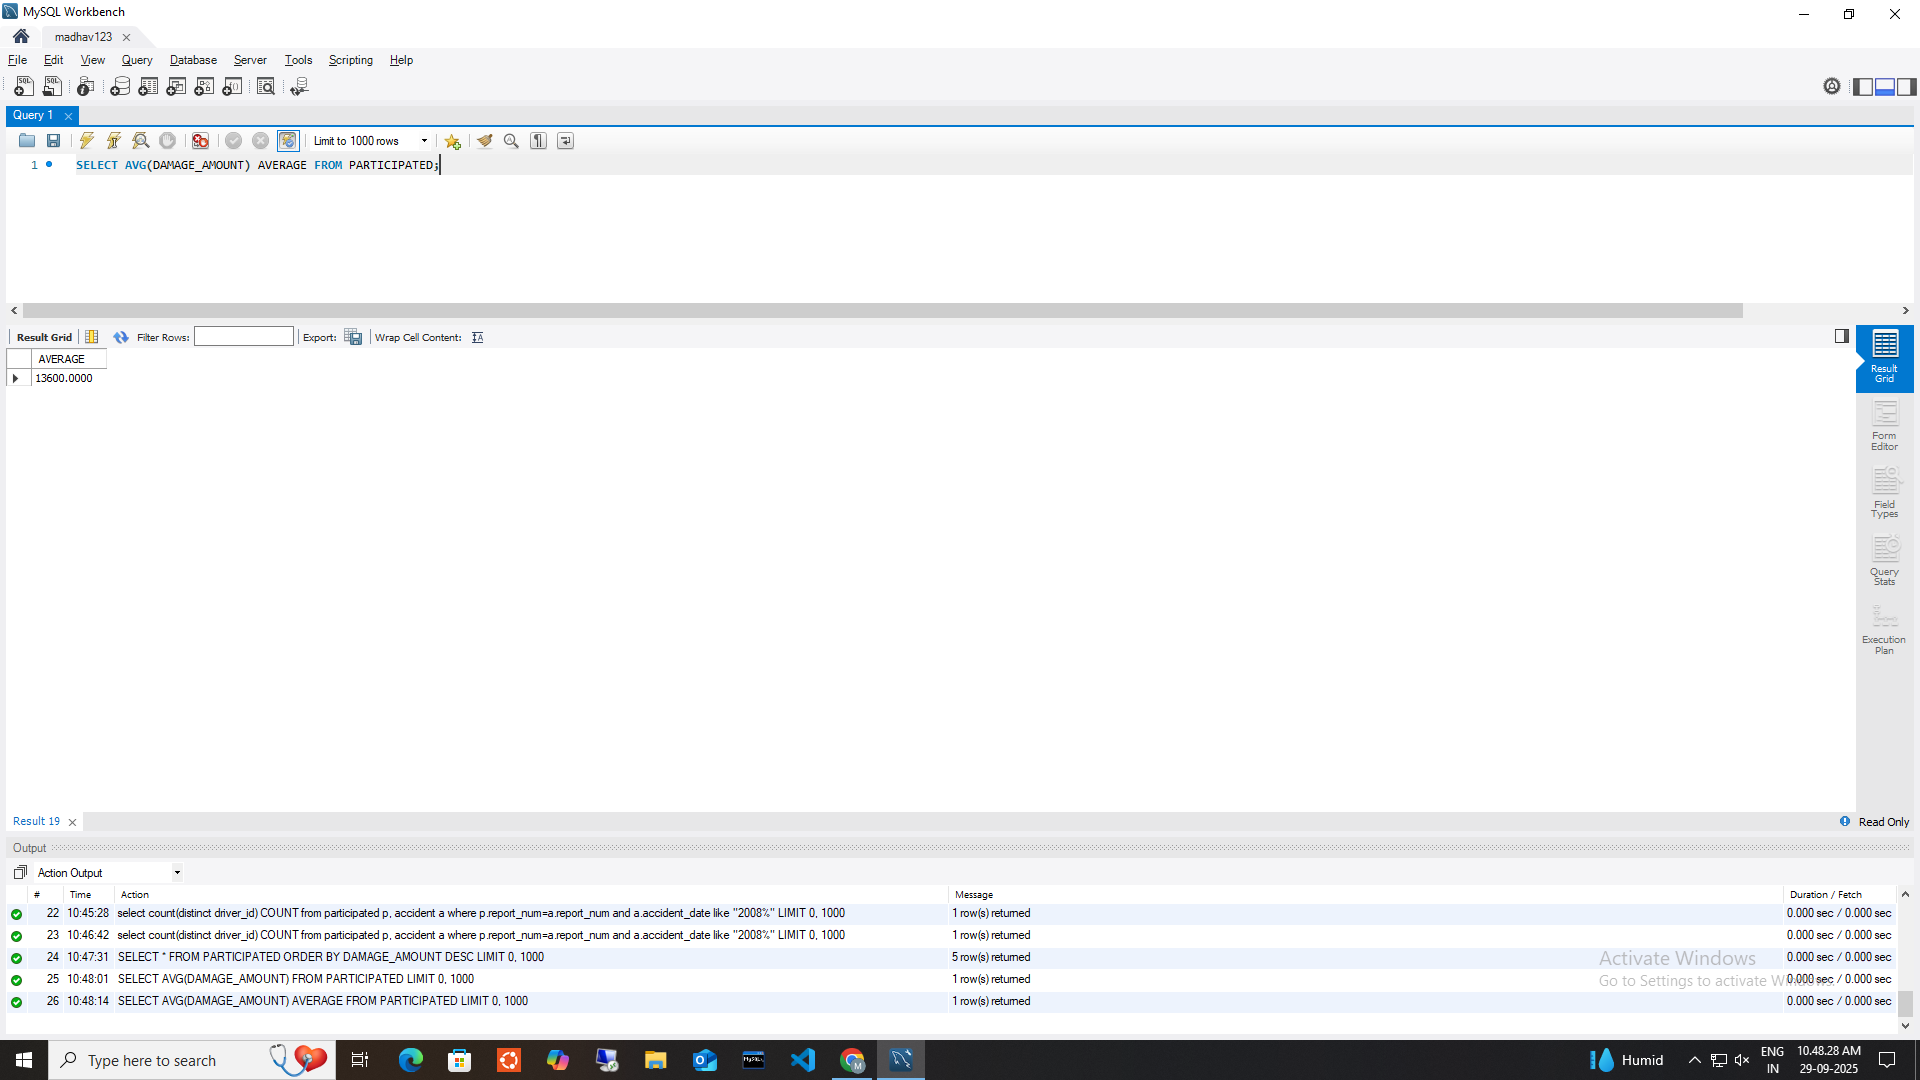 MySQL Workbench
madhav123
File Edit View Query Database Server Tools Scripting Help
Query 1
Limit to 1000 rows
1 SELECT AVG(DAMAGE_AMOUNT) AVERAGE FROM PARTICIPATED;
Result Grid Filter Rows: Export: Wrap Cell Content:
AVERAGE
13600.0000
Result
Grid
Form
Editor
Field
Types
Query
Stats
Execution
Plan
Result 19
Read Only
Output
Action Output
# Time Action Message Duration / Fetch
22 10:45:28 select count(distinct driver_id) COUNT from participated p, accident a where p.report_num=a.report_num and a.accident_date like "2008%" LIMIT 0, 1000 1 row(s) returned 0.000 sec / 0.000 sec
23 10:46:42 select count(distinct driver_id) COUNT from participated p, accident a where p.report_num=a.report_num and a.accident_date like "2008%" LIMIT 0, 1000 1 row(s) returned 0.000 sec / 0.000 sec
24 10:47:31 SELECT * FROM PARTICIPATED ORDER BY DAMAGE_AMOUNT DESC LIMIT 0, 1000 5 row(s) returned 0.000 sec / 0.000 sec
25 10:48:01 SELECT AVG(DAMAGE_AMOUNT) FROM PARTICIPATED LIMIT 0, 1000 1 row(s) returned 0.000 sec / 0.000 sec
26 10:48:14 SELECT AVG(DAMAGE_AMOUNT) AVERAGE FROM PARTICIPATED LIMIT 0, 1000 1 row(s) returned 0.000 sec / 0.000 sec
Activate Windows
Go to Settings to activate Windows.
Type here to search
Humid
ENG
IN
10.48.28 AM
29-09-2025